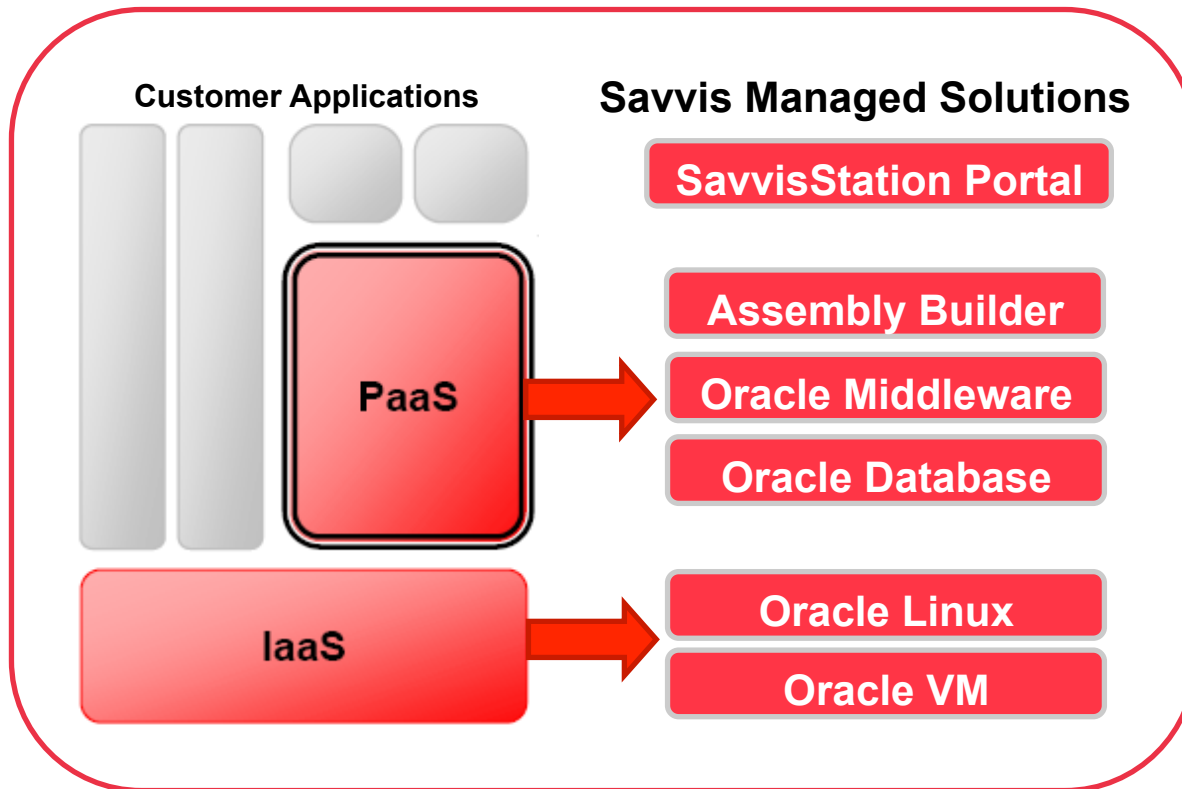 Customer Applications
Savvis Managed Solutions
SavvisStation Portal
Assembly Builder
PaaS
Oracle Middleware
Oracle Database
IaaS
Oracle Linux
Oracle VM